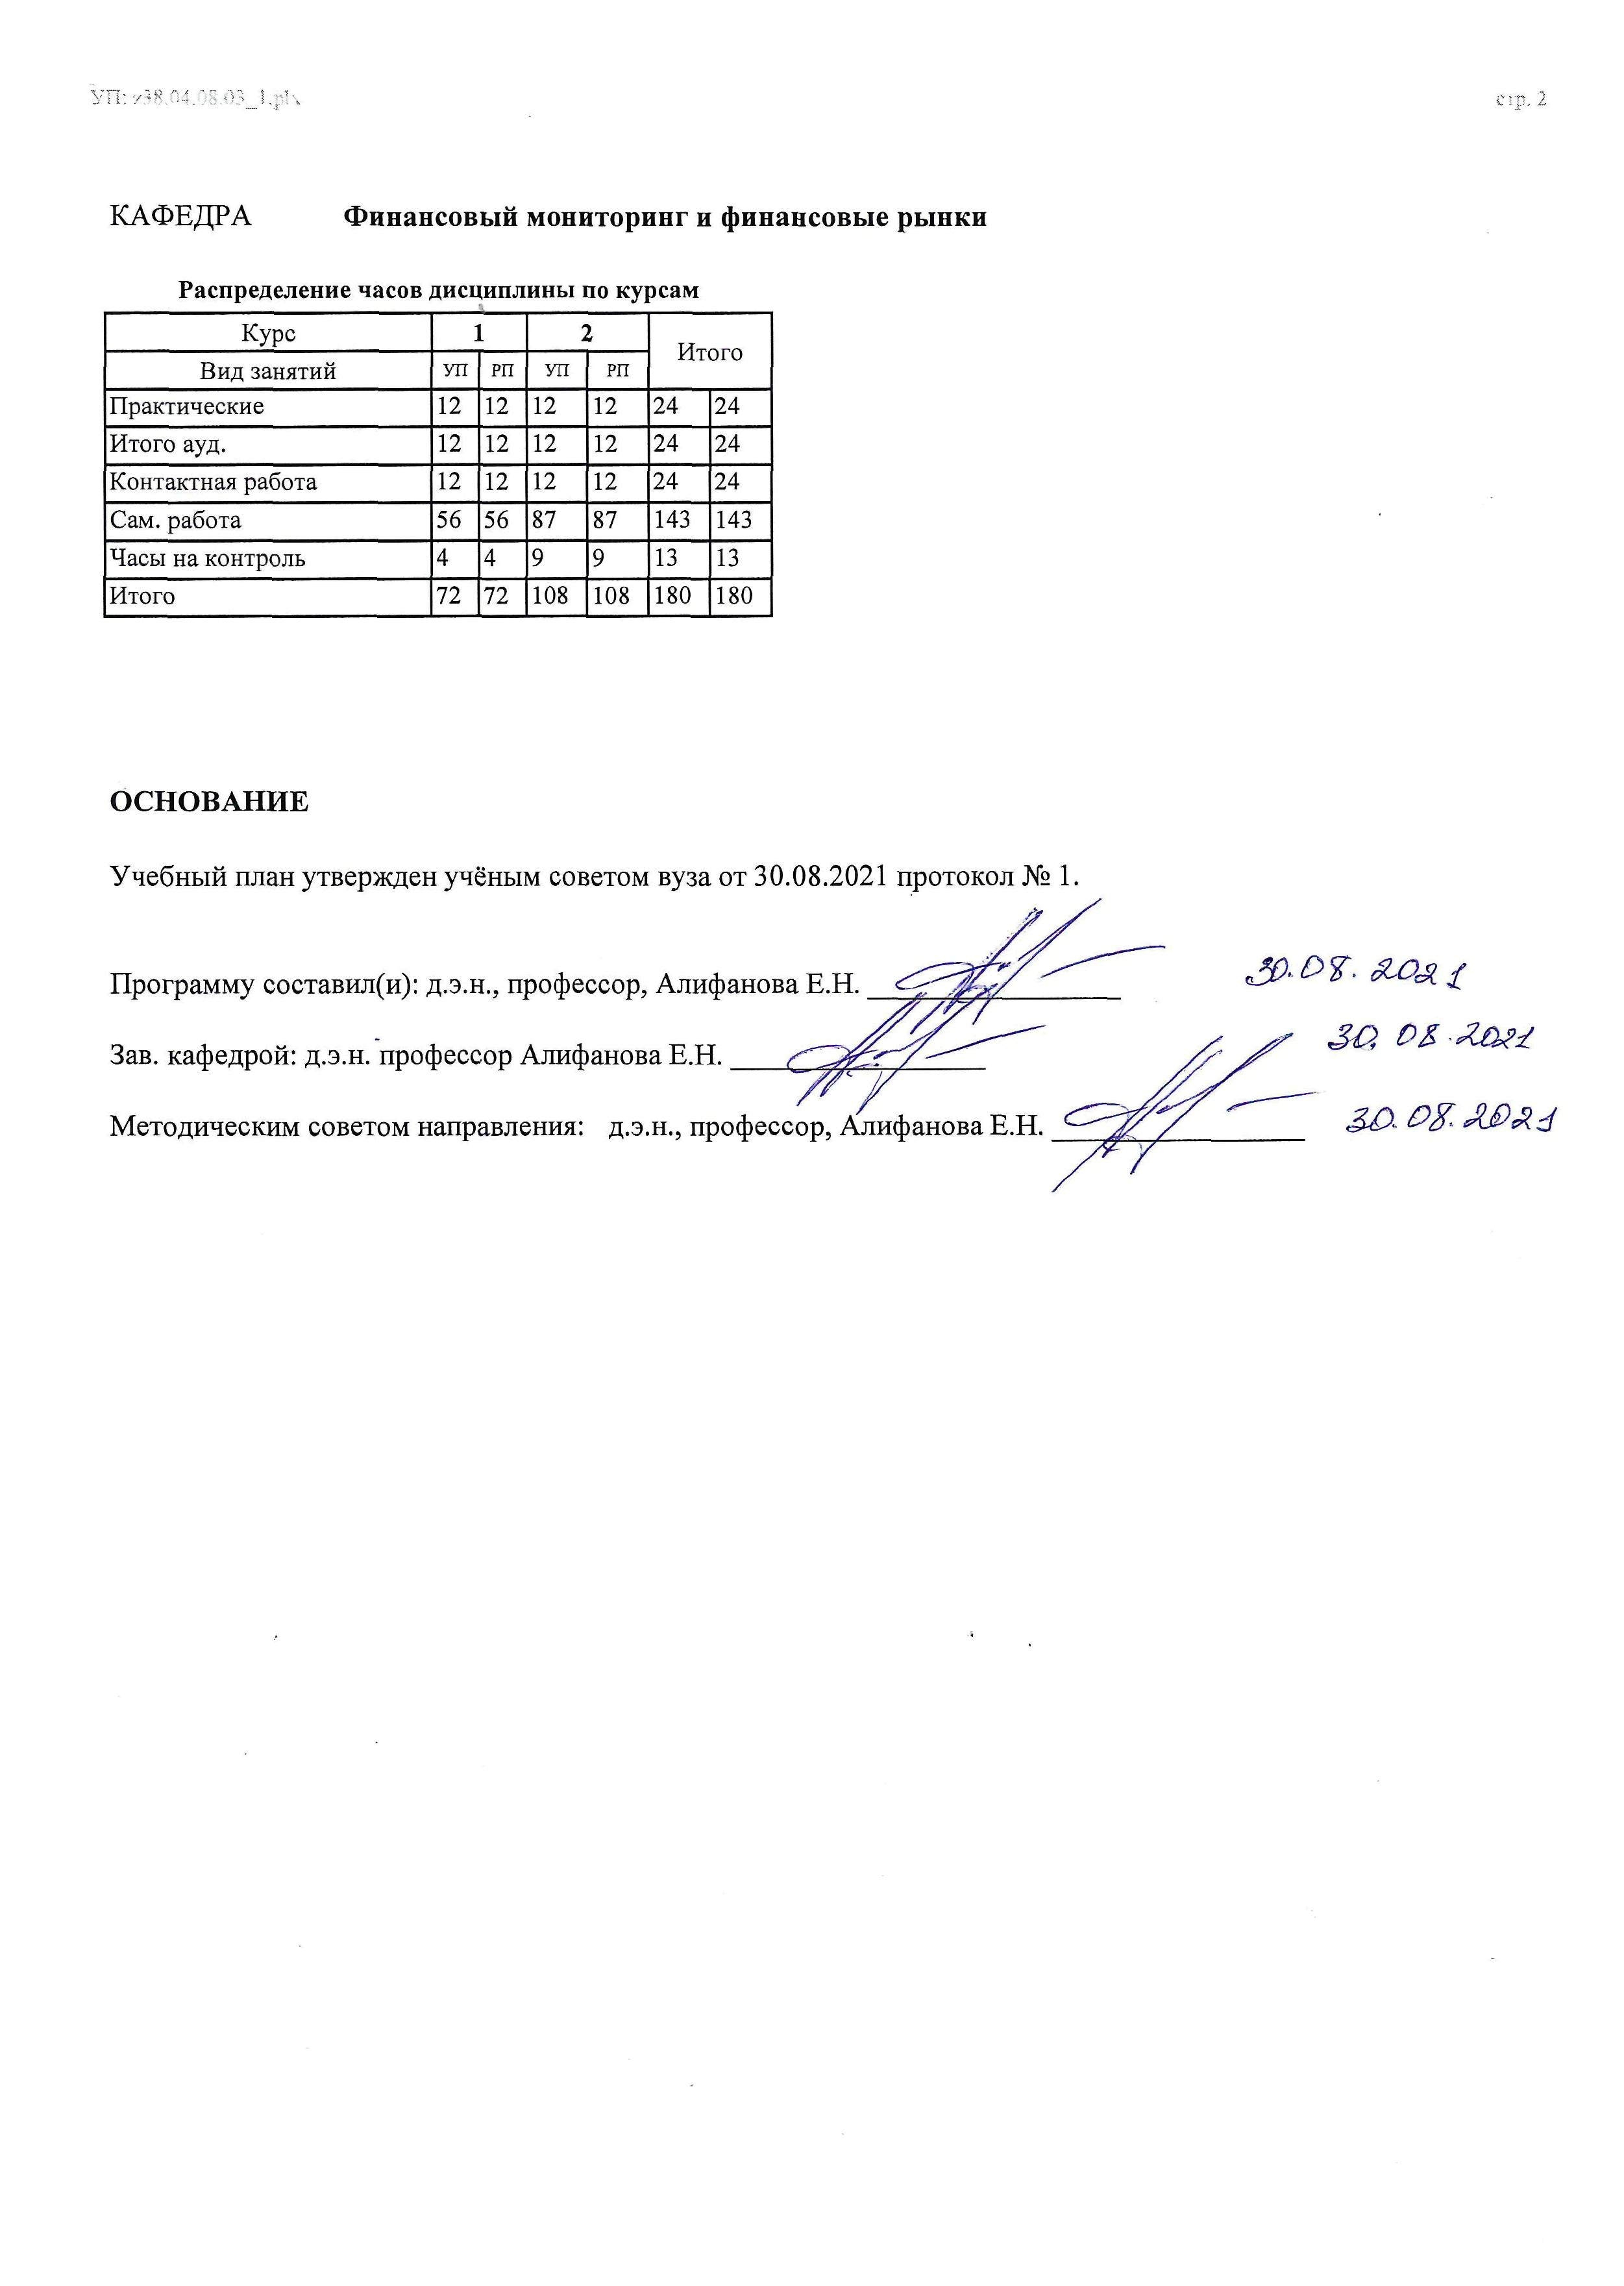 УП: z38.04.08.03_1.plx стр. 2
КАФЕДРА Финансовый мониторинг и финансовые рынки
Распределение часов дисциплины по курсам
Курс 1 2 Итого
Вид занятий УП РП УП РП
Практические 12 12 12 12 24 24
Итого ауд. 12 12 12 12 24 24
Контактная работа 12 12 12 12 24 24
Сам. работа 56 56 87 87 143 143
Часы на контроль 4 4 9 9 13 13
Итого 72 72 108 108 180 180
ОСНОВАНИЕ
Учебный план утвержден учёным советом вуза от 30.08.2021 протокол № 1.
Программу составил(и): д.э.н., профессор, Алифанова Е.Н. 30.08.2021
Зав. кафедрой: д.э.н. профессор Алифанова Е.Н. 30.08.2021
Методическим советом направления: д.э.н., профессор, Алифанова Е.Н. 30.08.2021